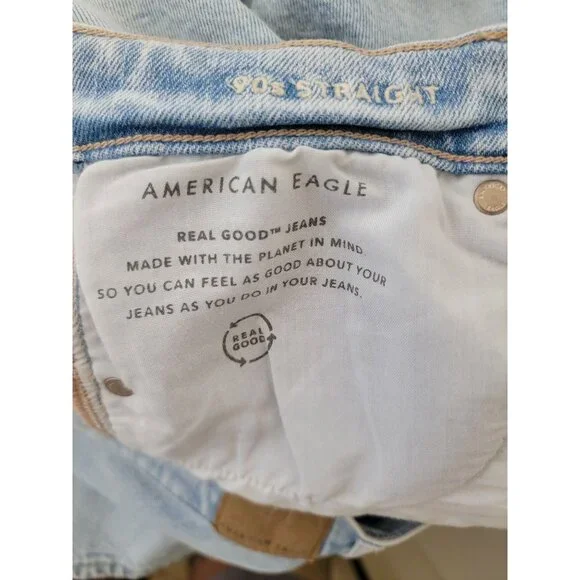 90s STRAIGHT
AMERICAN EAGLE
REAL GOOD™ JEANS
MADE WITH THE PLANET IN MIND
SO YOU CAN FEEL AS GOOD ABOUT YOUR
JEANS AS YOU DO IN YOUR JEANS.
REAL
GOOD